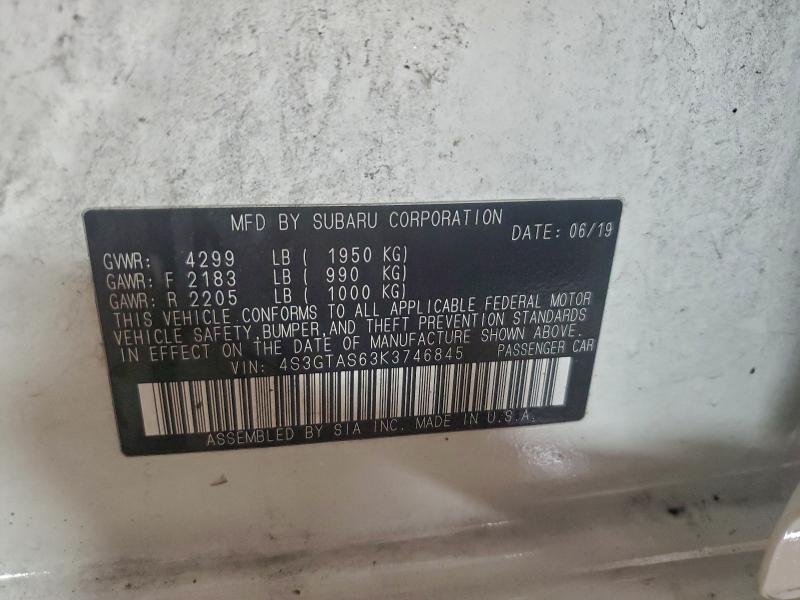 MFD BY SUBARU CORPORATION DATE: 06/19
GVWR: 4299 LB ( 1950 KG)
GAWR: F 2183 LB ( 990 KG)
GAWR: R 2205 LB ( 1000 KG)
THIS VEHICLE CONFORMS TO ALL APPLICABLE FEDERAL MOTOR
VEHICLE SAFETY, BUMPER, AND THEFT PREVENTION STANDARDS
IN EFFECT ON THE DATE OF MANUFACTURE SHOWN ABOVE.
VIN: 4S3GTAS63K3746845 PASSENGER CAR
ASSEMBLED BY SIA INC. MADE IN U.S.A.